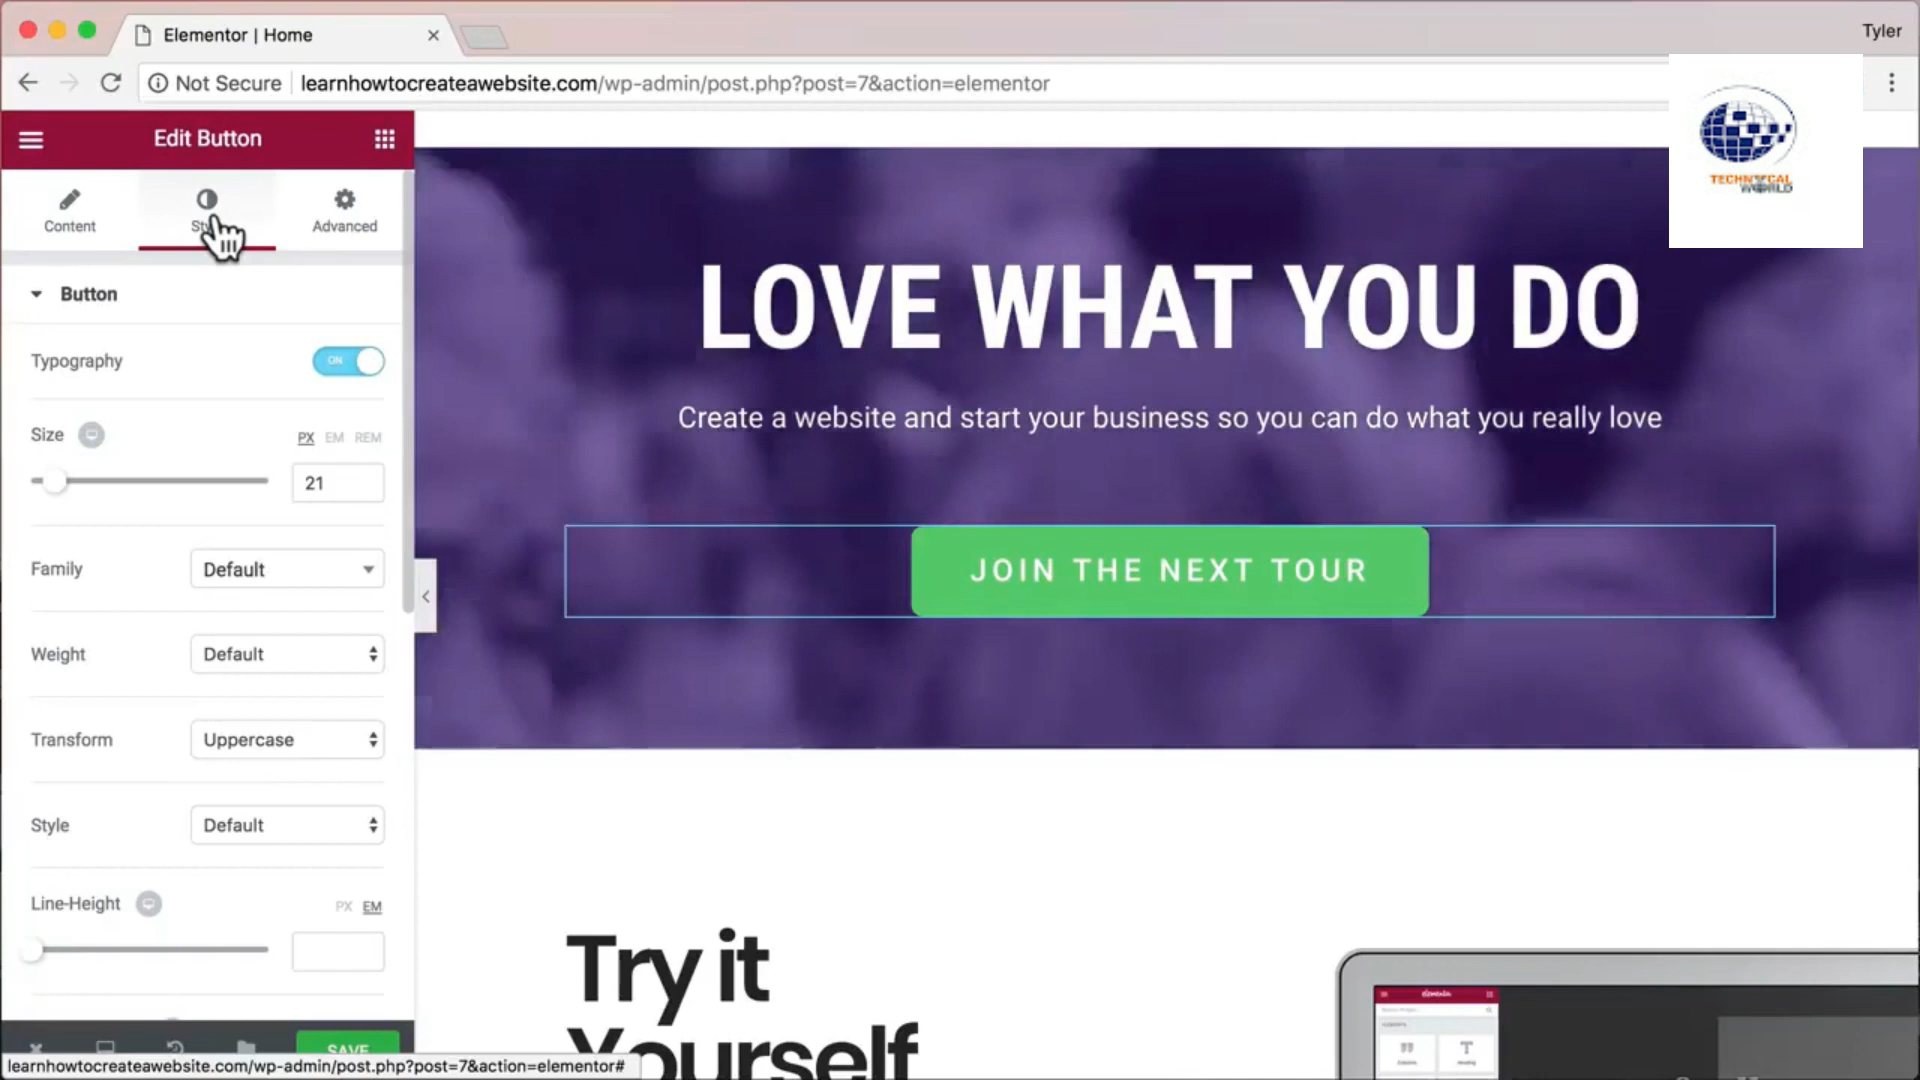 Elementor | Home
Tyler
Not Secure
learnhowtocreateawebsite.com/wp-admin/post.php?post=7&action=elementor
TECHNICAL
WORLD
Edit Button
Content
Advanced
Button
Typography
ON
Size
PX EM REM
21
Family
Default
Weight
Default
Transform
Uppercase
Style
Default
Line-Height
PX EM
SAVE
learnhowtocreateawebsite.com/wp-admin/post.php?post=7&action=elementor#
LOVE WHAT YOU DO
Create a website and start your business so you can do what you really love
JOIN THE NEXT TOUR
Try it
Yourself
elementor